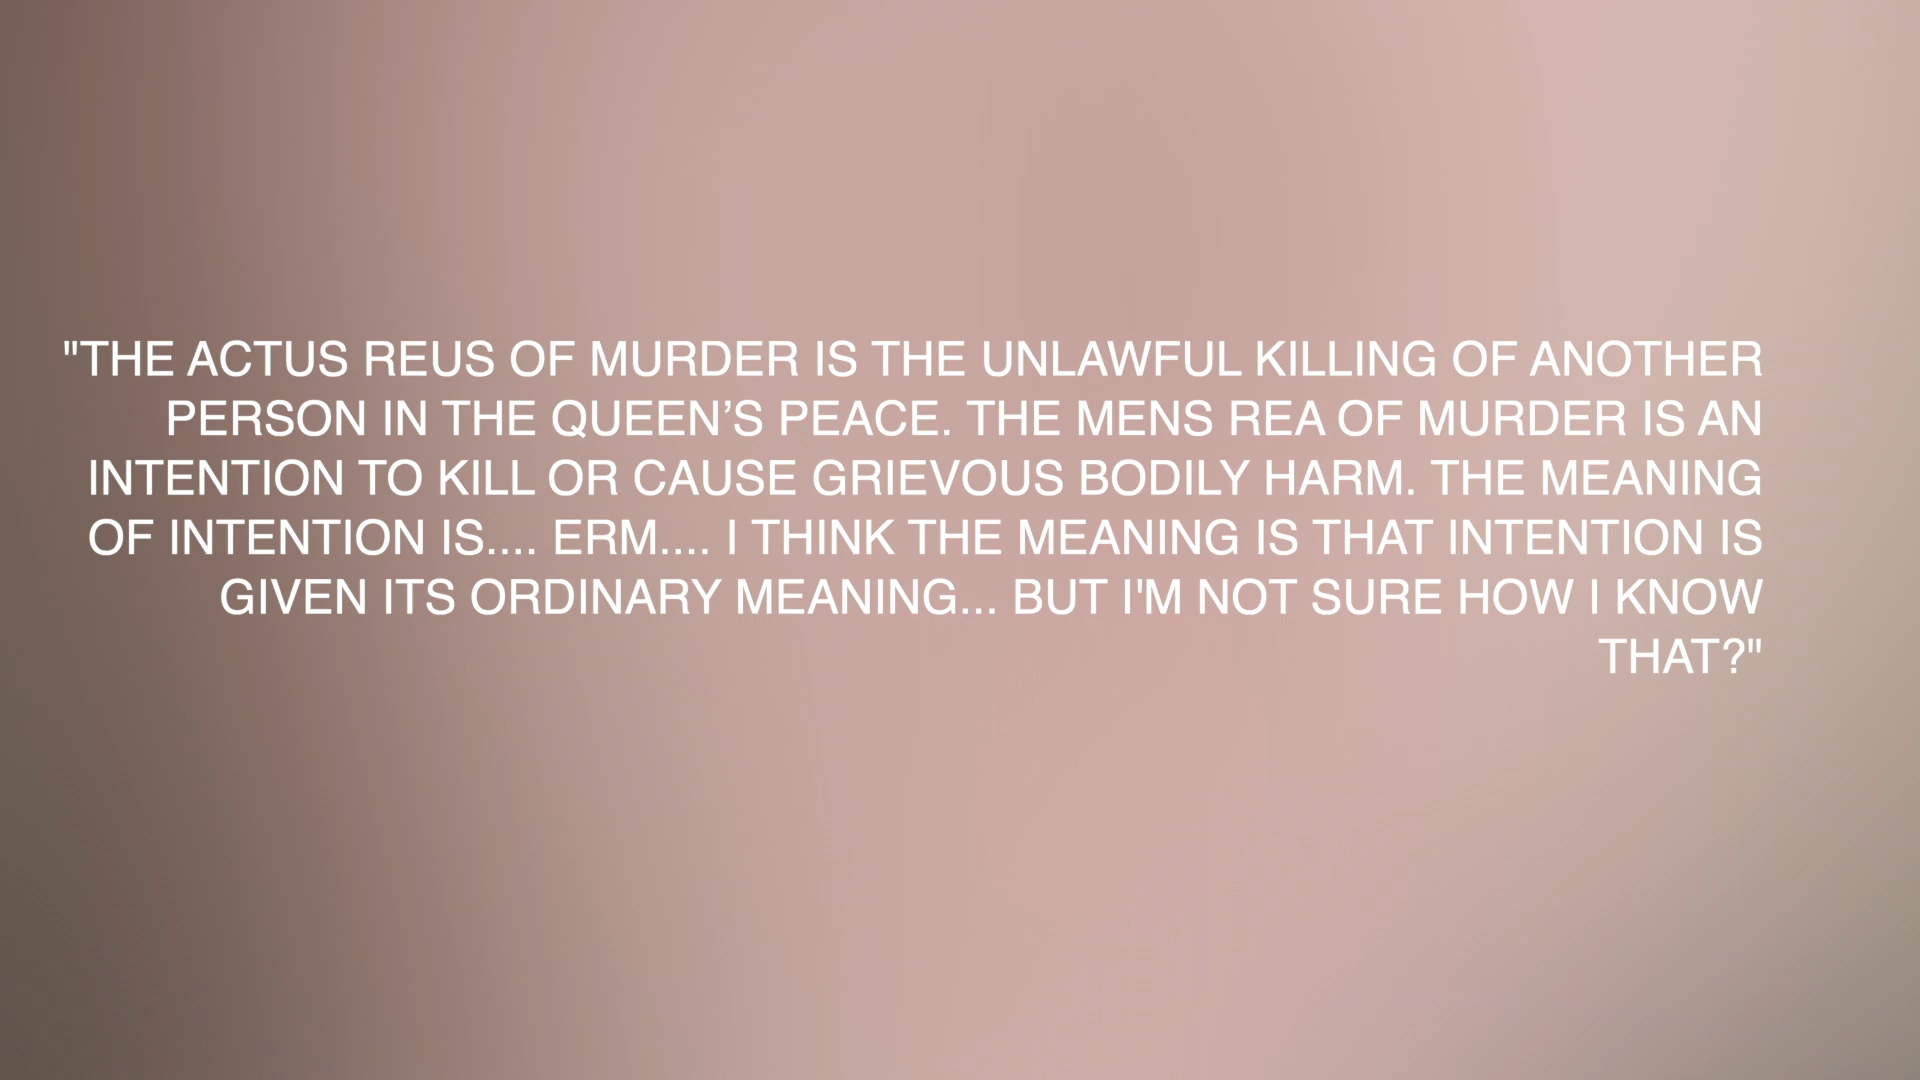 "THE ACTUS REUS OF MURDER IS THE UNLAWFUL KILLING OF ANOTHER
PERSON IN THE QUEEN’S PEACE. THE MENS REA OF MURDER IS AN
INTENTION TO KILL OR CAUSE GRIEVOUS BODILY HARM. THE MEANING
OF INTENTION IS.... ERM.... I THINK THE MEANING IS THAT INTENTION IS
GIVEN ITS ORDINARY MEANING... BUT I'M NOT SURE HOW I KNOW
THAT?"